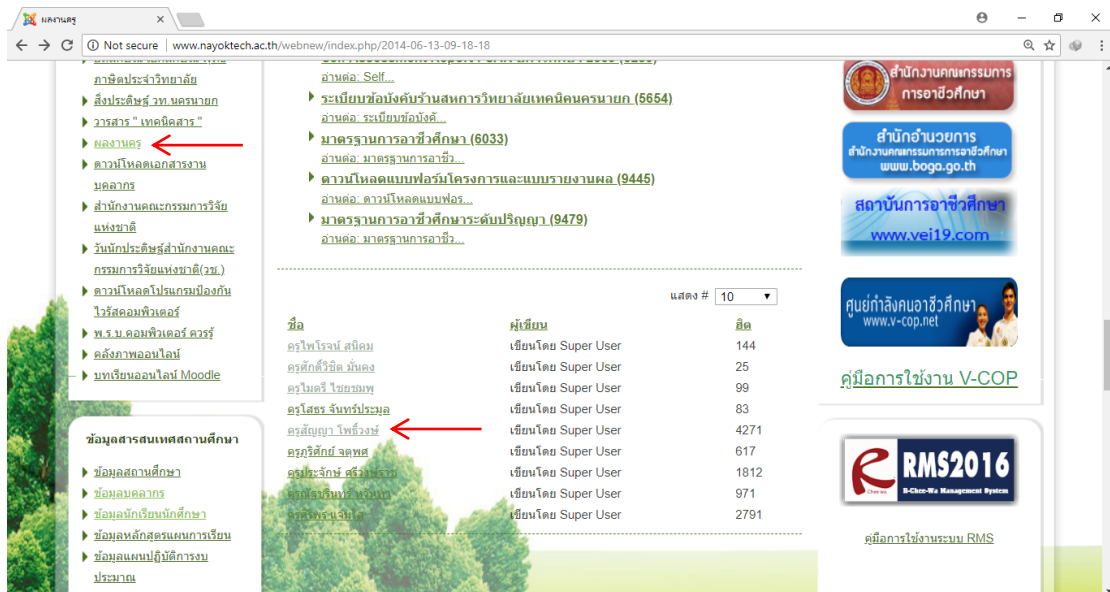 ผลงานครู
Not secure | www.nayoktech.ac.th/webnew/index.php/2014-06-13-09-18-18
ภาษิตประจำวิทยาลัย
สิ่งประดิษฐ์ วท.นครนายก
วารสาร " เทคนิคสาร "
ผลงานครู
ดาวน์โหลดเอกสารงาน
บุคลากร
สำนักงานคณะกรรมการวิจัย
แห่งชาติ
วันนักประดิษฐ์สำนักงานคณะ
กรรมการวิจัยแห่งชาติ(วช.)
ดาวน์โหลดโปรแกรมป้องกัน
ไวรัสคอมพิวเตอร์
พ.ร.บ.คอมพิวเตอร์ ควรรู้
คลังภาพออนไลน์
บทเรียนออนไลน์ Moodle
ข้อมูลสารสนเทศสถานศึกษา
ข้อมูลสถานศึกษา
ข้อมูลบุคลากร
ข้อมูลนักเรียนนักศึกษา
ข้อมูลหลักสูตรแผนการเรียน
ข้อมูลแผนปฏิบัติการงบ
ประมาณ
อ่านต่อ: Self...
ระเบียบข้อบังคับร้านสหการวิทยาลัยเทคนิคนครนายก (5654)
อ่านต่อ: ระเบียบข้อบังคั...
มาตรฐานการอาชีวศึกษา (6033)
อ่านต่อ: มาตรฐานการอาชีว...
ดาวน์โหลดแบบฟอร์มโครงการและแบบรายงานผล (9445)
อ่านต่อ: ดาวน์โหลดแบบฟอร...
มาตรฐานการอาชีวศึกษาระดับปริญญา (9479)
อ่านต่อ: มาตรฐานการอาชีว...
แสดง # 10
ชื่อ ผู้เขียน ฮิต
ครูไพโรจน์ สนิคม เขียนโดย Super User 144
ครูศักดิ์วิชิต มั่นคง เขียนโดย Super User 25
ครูไมตรี ไชยชมพู เขียนโดย Super User 99
ครูโสธร จันทร์ประมูล เขียนโดย Super User 83
ครูสัญญา โพธิ์วงษ์ เขียนโดย Super User 4271
ครูภูริศักย์ จตุพศ เขียนโดย Super User 617
ครูประจักษ์ เขียนโดย Super User 1812
เขียนโดย Super User 971
เขียนโดย Super User 2791
สำนักงานคณะกรรมการ
การอาชีวศึกษา
สำนักอำนวยการ
สำนักงานคณะกรรมการการอาชีวศึกษา
www.boga.go.th
สถาบันการอาชีวศึกษา
www.vei19.com
ศูนย์กำลังคนอาชีวศึกษา
www.v-cop.net
คู่มือการใช้งาน V-COP
RMS2016
R-Chee-Wa Management System
คู่มือการใช้งานระบบ RMS